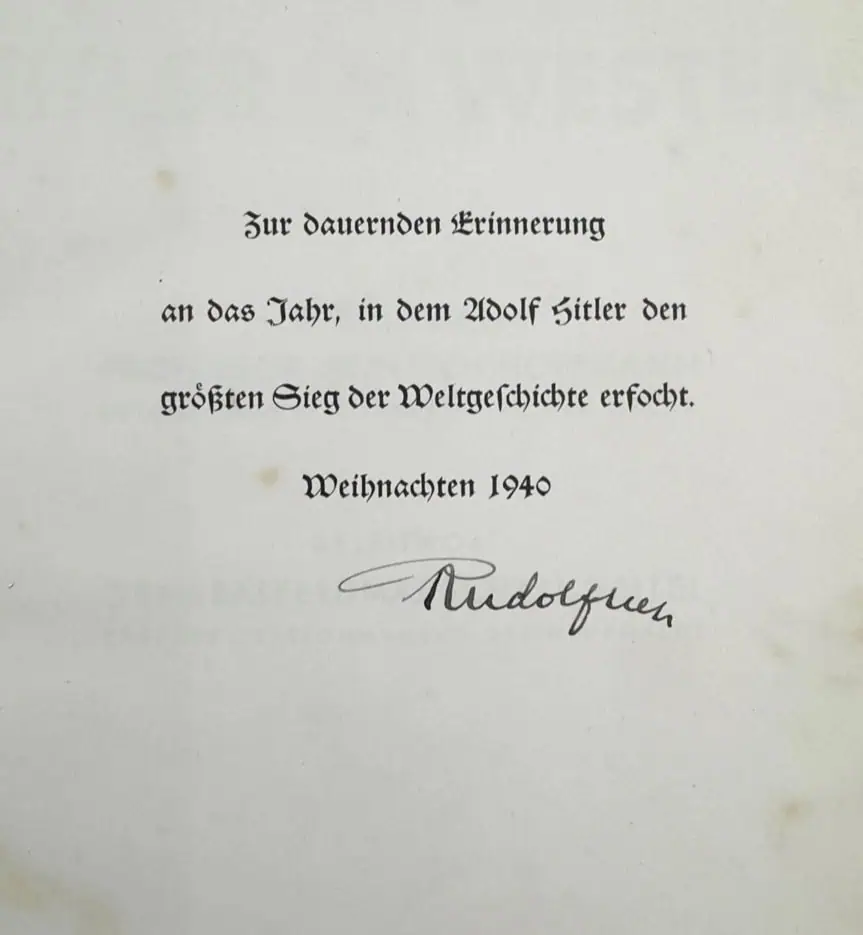 Zur dauernden Erinnerung
an das Jahr, in dem Adolf Hitler den
größten Sieg der Weltgeschichte erfocht.
Weihnachten 1940
Rudolf